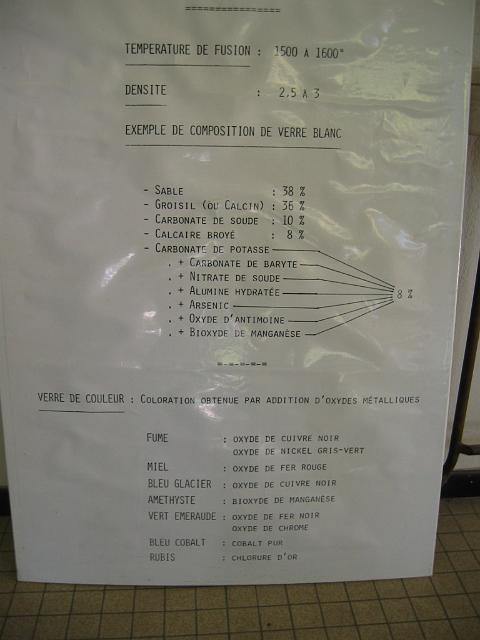 ================
TEMPERATURE DE FUSION : 1500 A 1600°
DENSITE : 2,5 A 3
EXEMPLE DE COMPOSITION DE VERRE BLANC
- SABLE : 38 %
- GROISIL (OU CALCIN) : 36 %
- CARBONATE DE SOUDE : 10 %
- CALCAIRE BROYÉ : 8 %
- CARBONATE DE POTASSE
. + CARBONATE DE BARYTE
. + NITRATE DE SOUDE
. + ALUMINE HYDRATÉE
. + ARSENIC
. + OXYDE D'ANTIMOINE
. + BIOXYDE DE MANGANÈSE
8 %
=-=-=-=-=
VERRE DE COULEUR : COLORATION OBTENUE PAR ADDITION D'OXYDES MÉTALLIQUES
FUME : OXYDE DE CUIVRE NOIR
OXYDE DE NICKEL GRIS-VERT
MIEL : OXYDE DE FER ROUGE
BLEU GLACIER : OXYDE DE CUIVRE NOIR
AMETHYSTE : BIOXYDE DE MANGANÈSE
VERT EMERAUDE : OXYDE DE FER NOIR
OXYDE DE CHROME
BLEU COBALT : COBALT PUR
RUBIS : CHLORURE D'OR